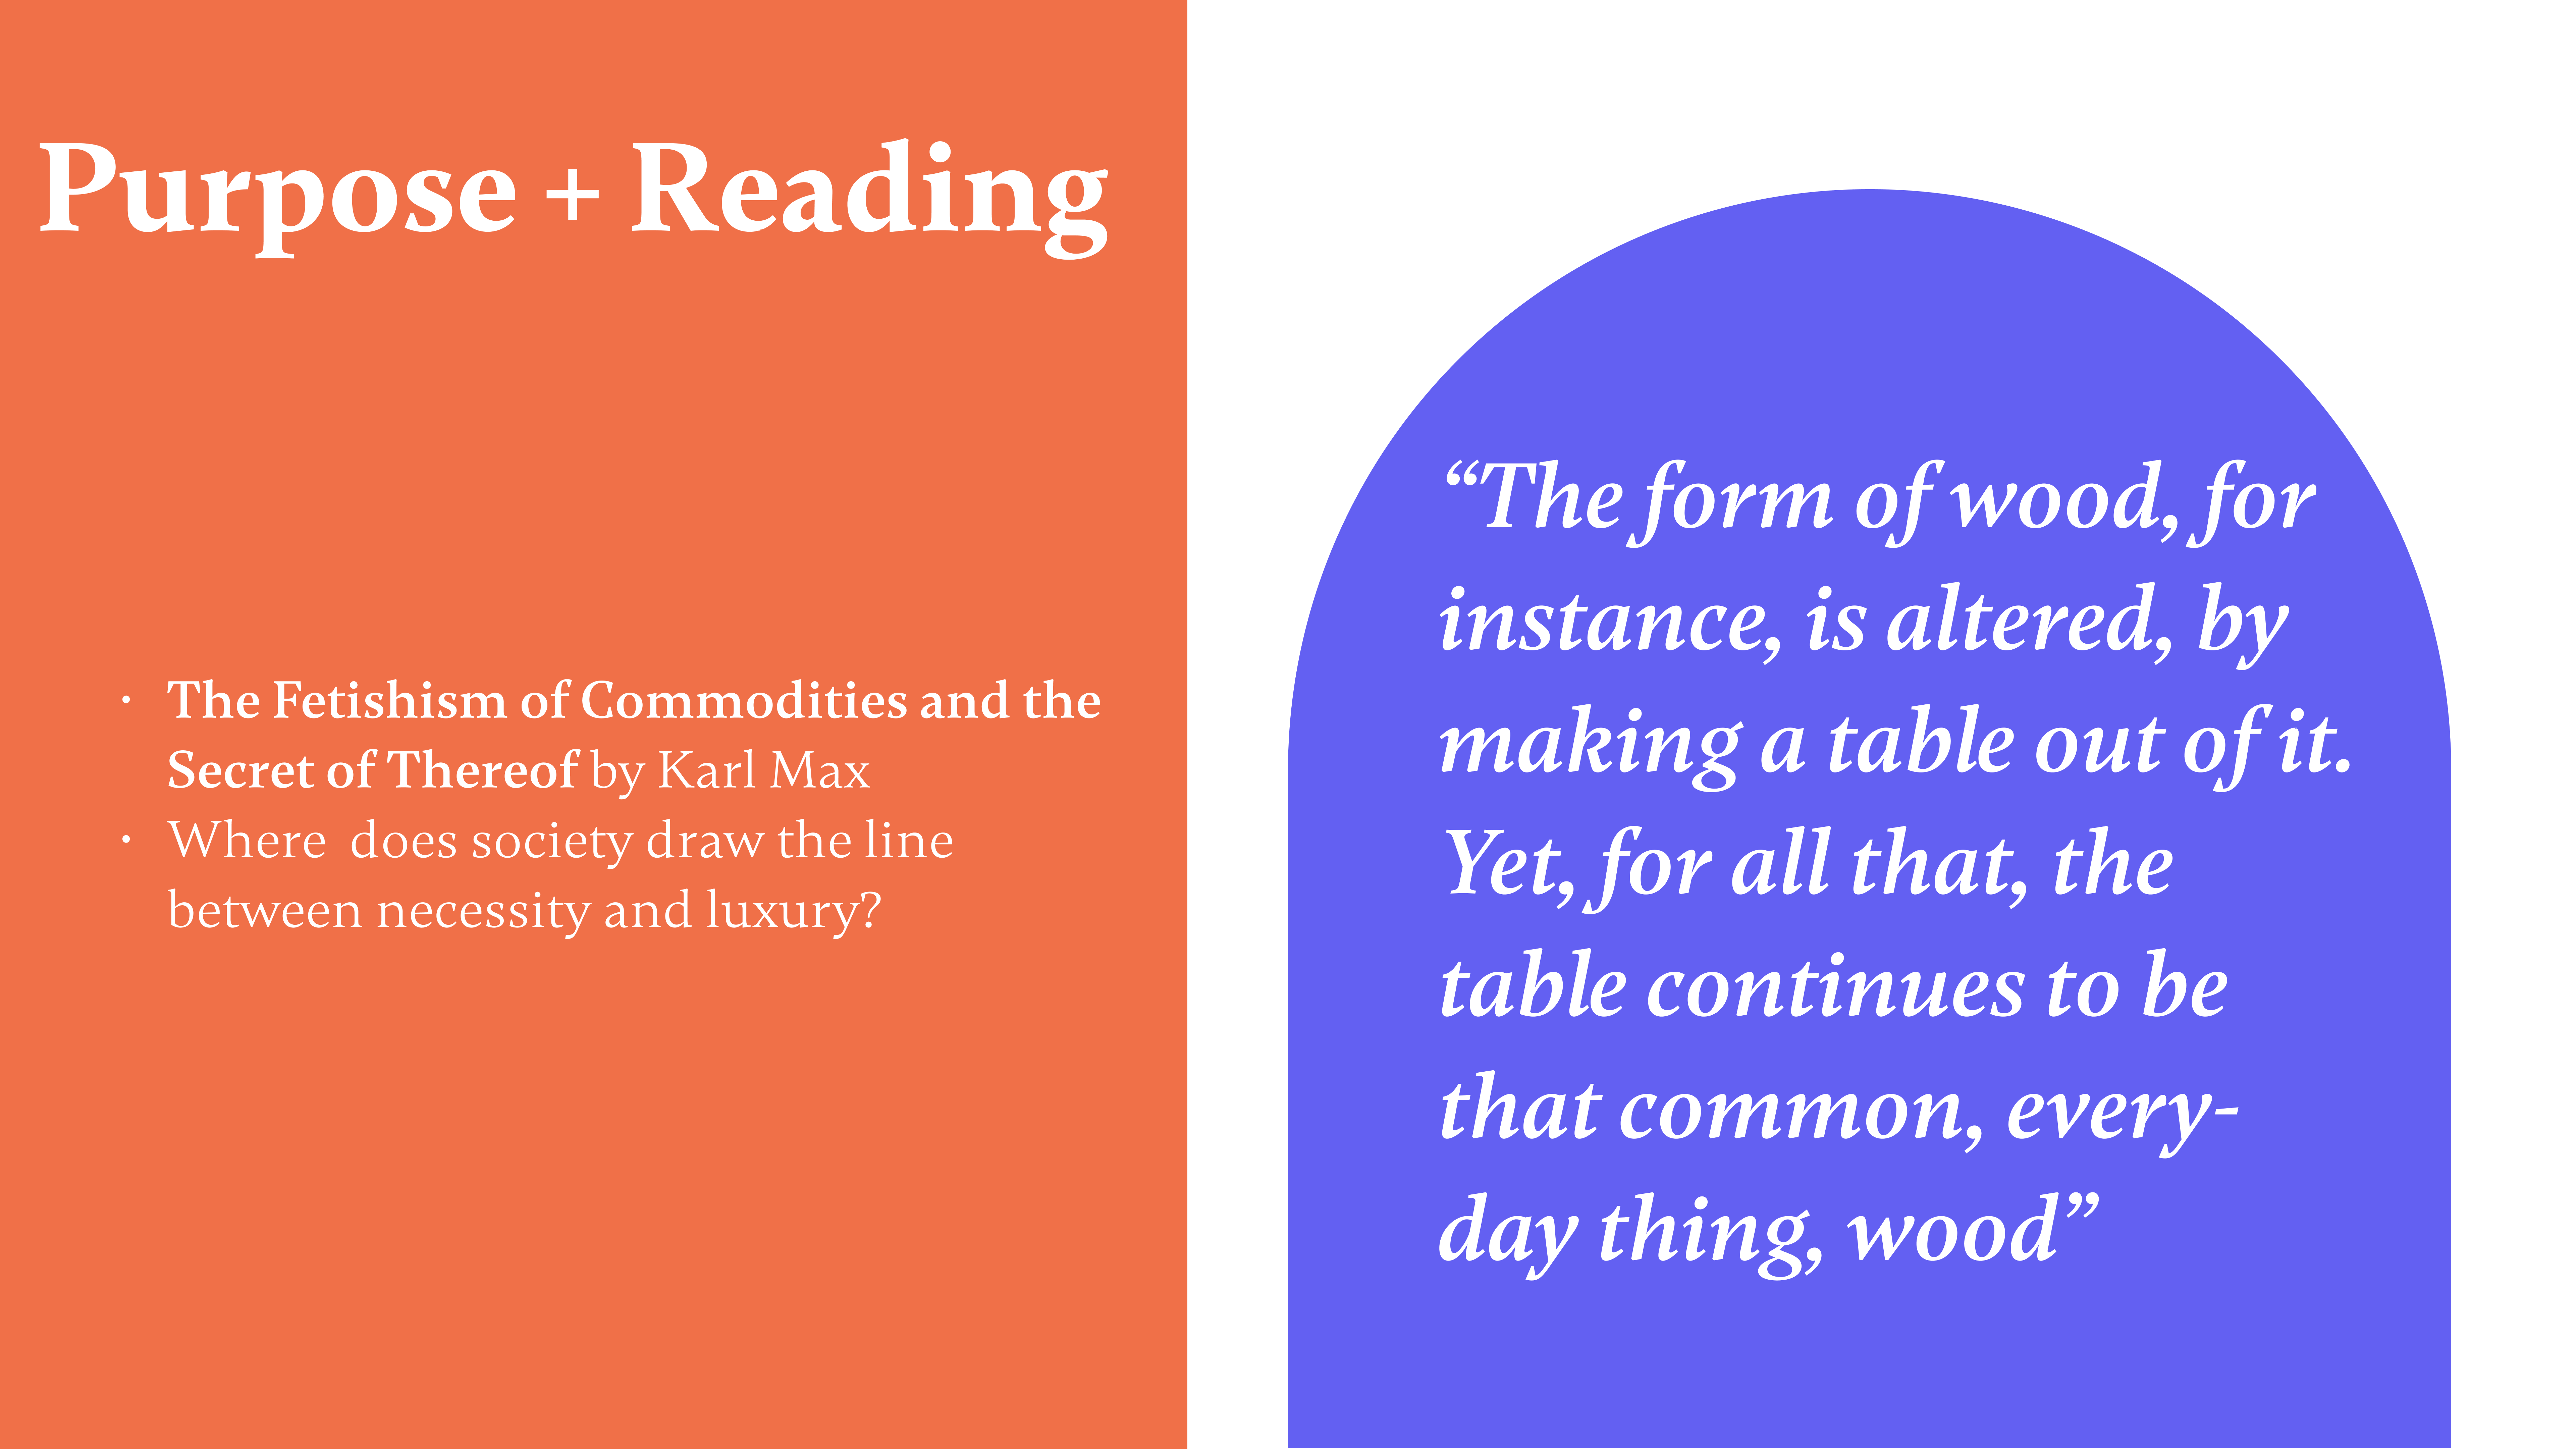 Purpose + Reading
• The Fetishism of Commodities and the
Secret of Thereof by Karl Max
• Where  does society draw the line
between necessity and luxury?
“The form of wood, for
instance, is altered, by
making a table out of it.
Yet, for all that, the
table continues to be
that common, every-
day thing, wood”